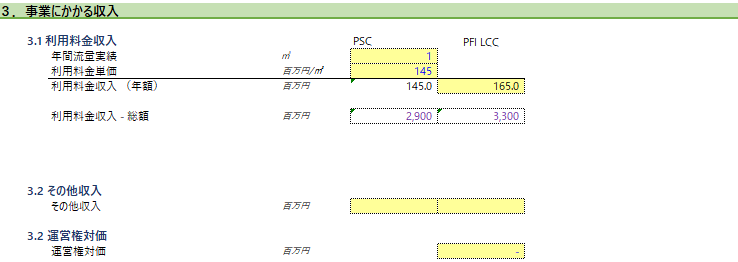 ３．事業にかかる収入
3.1 利用料金収入 PSC PFI LCC
年間流量実績 ㎥ 1
利用料金単価 百万円/㎥ 145
利用料金収入 （年額） 145.0 165.0
利用料金収入 - 総額 百万円 2,900 3,300
3.2 その他収入
その他収入 百万円
3.2 運営権対価
運営権対価 百万円 -